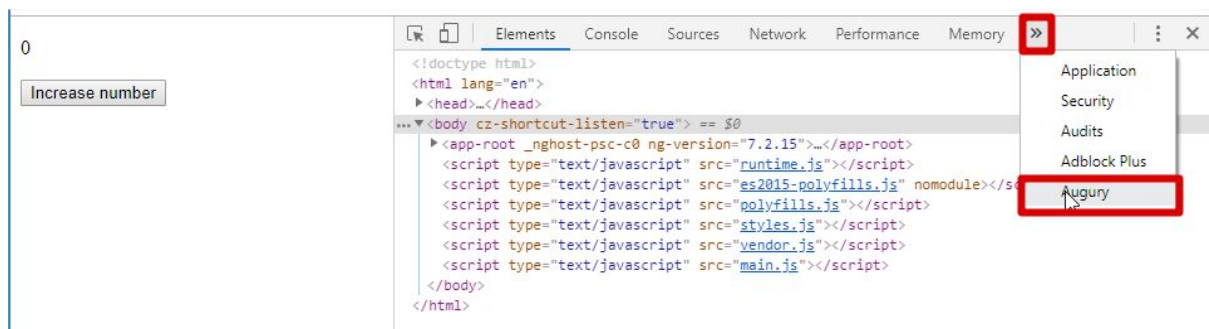 0
Increase number
Elements Console Sources Network Performance Memory »
<!doctype html>
<html lang="en">
▶<head>…</head>
…▼<body cz-shortcut-listen="true"> == $0
▶<app-root _nghost-psc-c0 ng-version="7.2.15">…</app-root>
<script type="text/javascript" src="runtime.js"></script>
<script type="text/javascript" src="es2015-polyfills.js" nomodule></sc
<script type="text/javascript" src="polyfills.js"></script>
<script type="text/javascript" src="styles.js"></script>
<script type="text/javascript" src="vendor.js"></script>
<script type="text/javascript" src="main.js"></script>
</body>
</html>
Application
Security
Audits
Adblock Plus
Augury